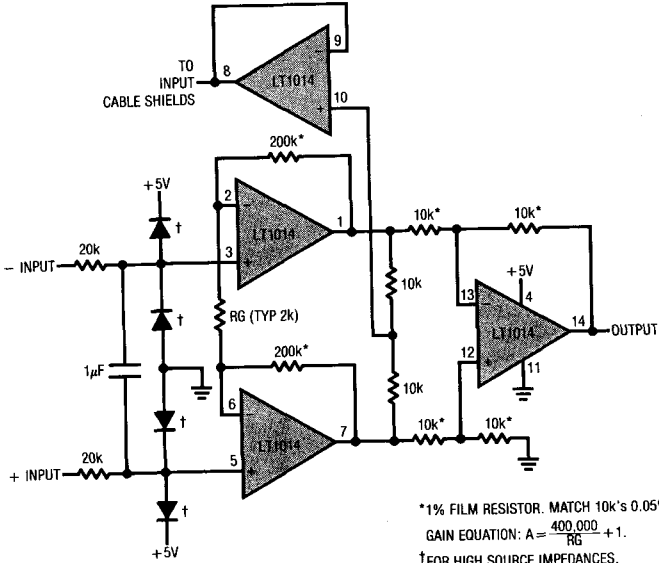 9
TO
INPUT
CABLE SHIELDS
8
LT1014
10
200k*
+5V
†
2
LT1014
1
10k*
10k*
20k
− INPUT
3
+5V
10k
13
4
†
RG (TYP 2k)
14
OUTPUT
LT1014
200k*
12
1µF
11
10k
†
6
LT1014
7
10k*
10k*
20k
+ INPUT
5
†
+5V
*1% FILM RESISTOR. MATCH 10k's 0.05%
GAIN EQUATION: A = 400,000
RG
+ 1.
†FOR HIGH SOURCE IMPEDANCES,